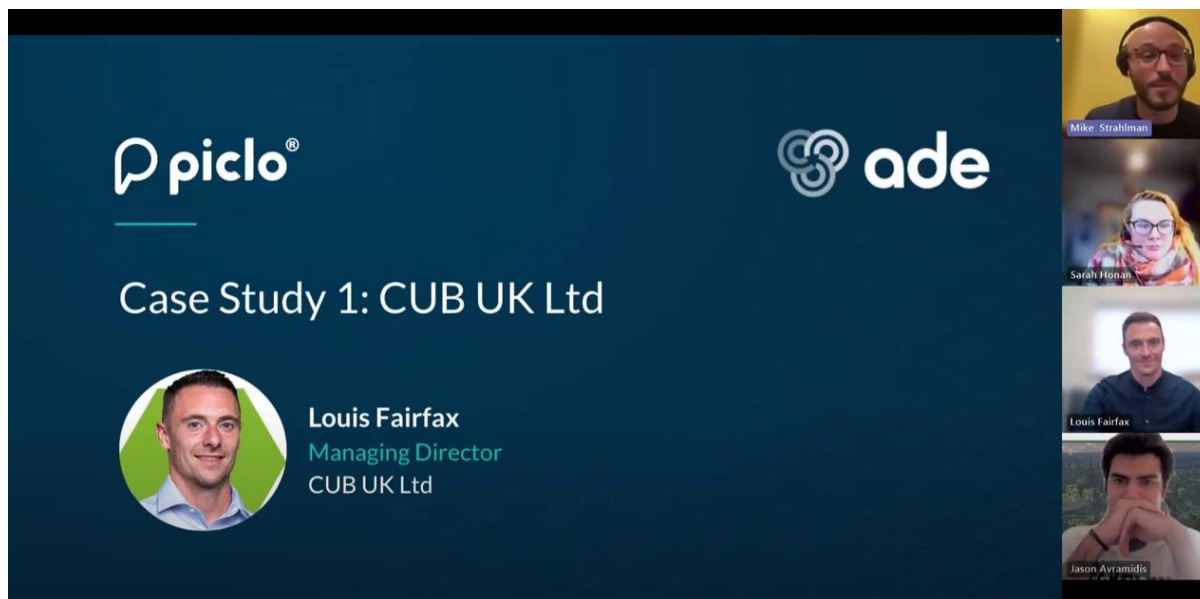 piclo®
ade
Case Study 1: CUB UK Ltd
Louis Fairfax
Managing Director
CUB UK Ltd
Mike Strahlman
Sarah Honan
Louis Fairfax
Jason Avramidis